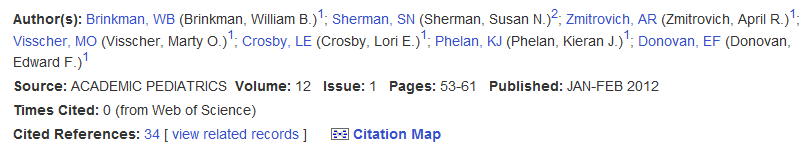 Author(s): Brinkman, WB (Brinkman, William B.)1; Sherman, SN (Sherman, Susan N.)2; Zmitrovich, AR (Zmitrovich, April R.)1;
Visscher, MO (Visscher, Marty O.)1; Crosby, LE (Crosby, Lori E.)1; Phelan, KJ (Phelan, Kieran J.)1; Donovan, EF (Donovan,
Edward F.)1
Source: ACADEMIC PEDIATRICS Volume: 12 Issue: 1 Pages: 53-61 Published: JAN-FEB 2012
Times Cited: 0 (from Web of Science)
Cited References: 34 [ view related records ] Citation Map